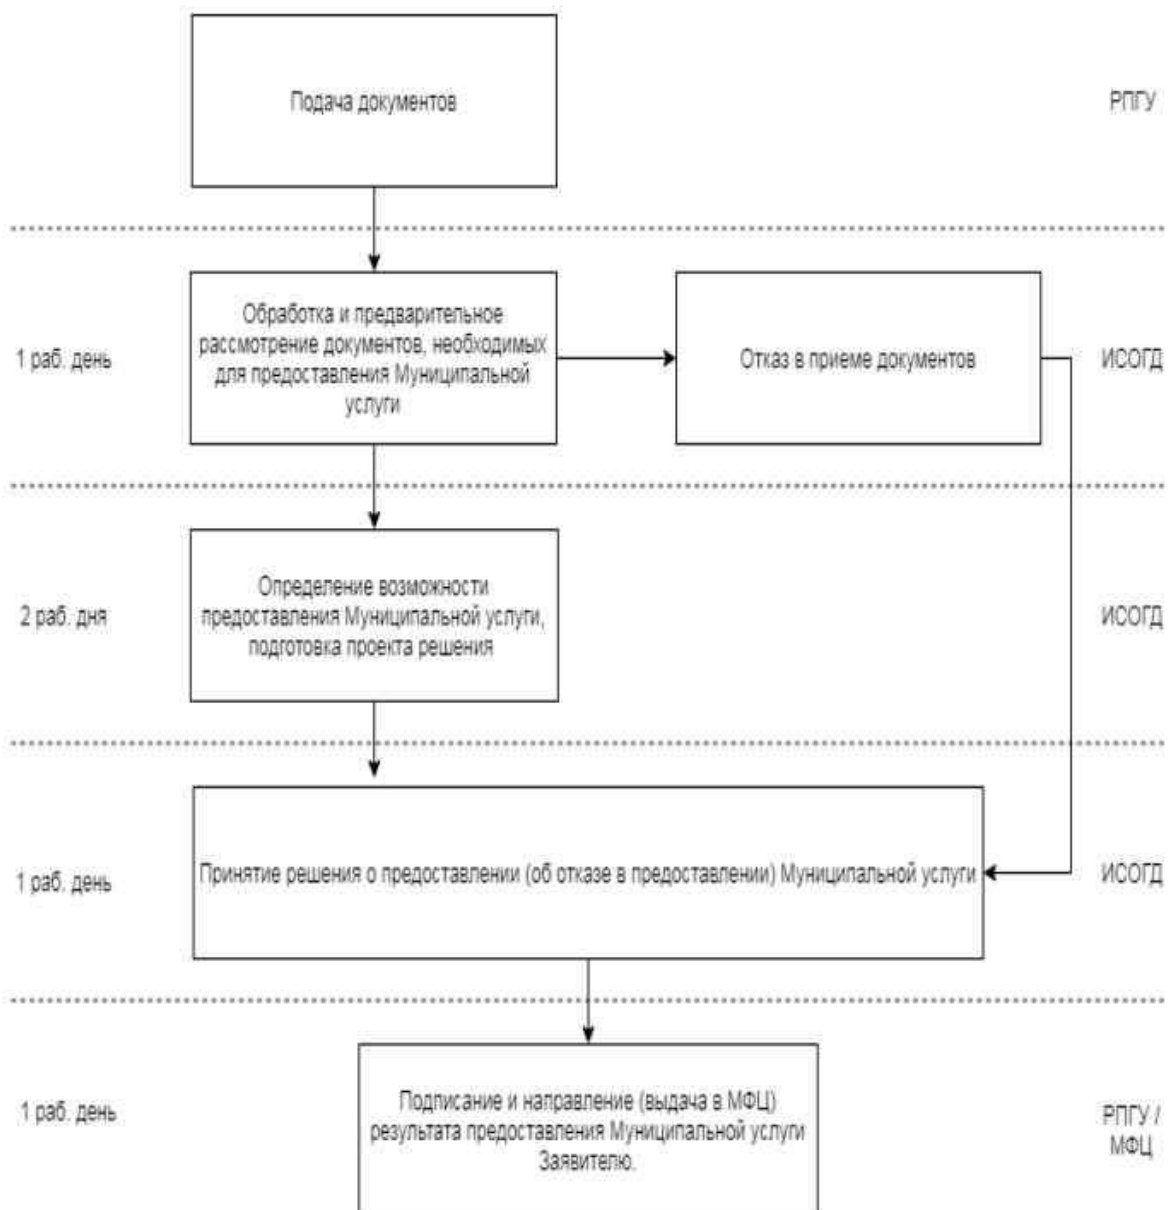 Подача документов
РПГУ
1 раб. день
Обработка и предварительное
рассмотрение документов, необходимых
для предоставления Муниципальной
услуги
Отказ в приеме документов
ИСОГД
2 раб. дня
Определение возможности
предоставления Муниципальной услуги,
подготовка проекта решения
ИСОГД
1 раб. день
Принятие решения о предоставлении (об отказе в предоставлении) Муниципальной услуги
ИСОГД
1 раб. день
Подписание и направление (выдача в МФЦ)
результата предоставления Муниципальной услуги
Заявителю.
РПГУ /
МФЦ